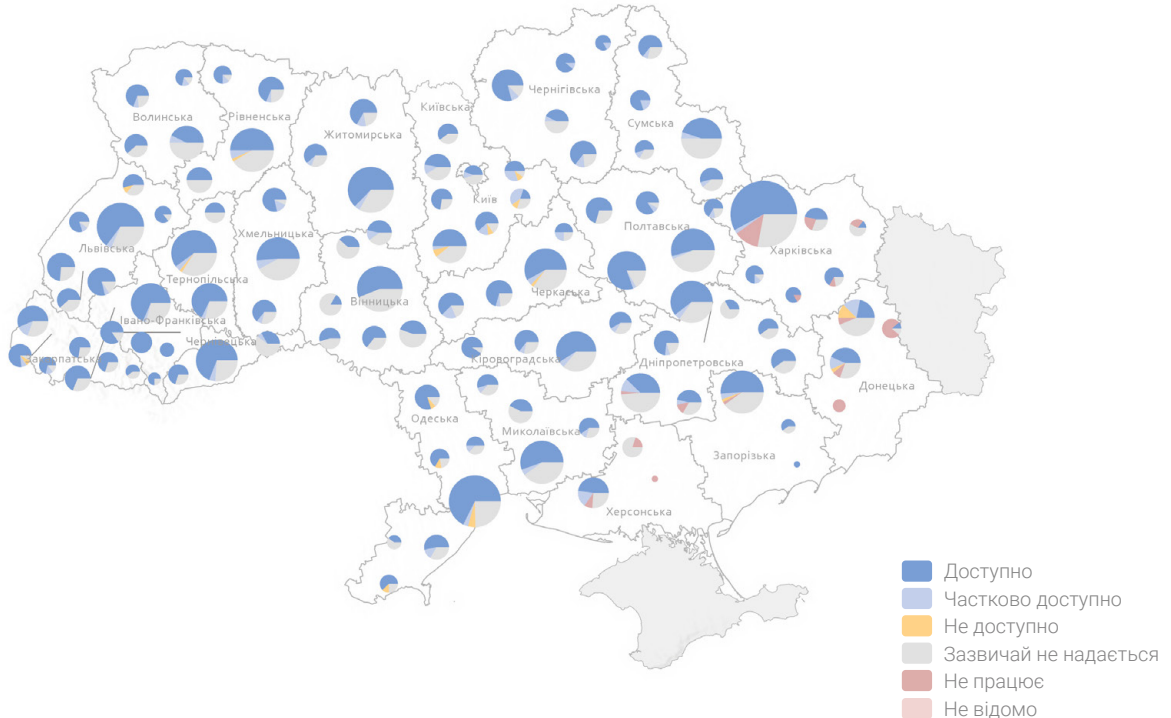 Київська
Чернігівська
Волинська
Рівненська
Житомирська
Сумська
Київ
Полтавська
Хмельницька
Львівська
Харківська
Тернопільська
Вінницька
Черкаська
Івано-Франківська
Чернівецька
Закарпатська
Кіровоградська
Дніпропетровська
Донецька
Одеська
Миколаївська
Запорізька
Херсонська
Доступно
Частково доступно
Не доступно
Зазвичай не надається
Не працює
Не відомо